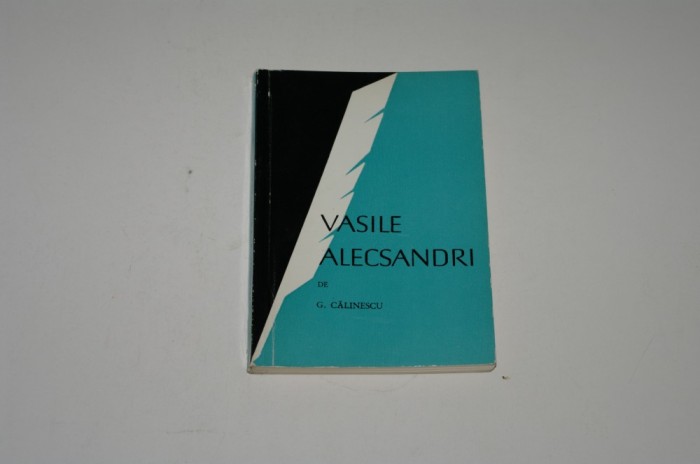 VASILE
ALECSANDRI
DE
G. CĂLINESCU